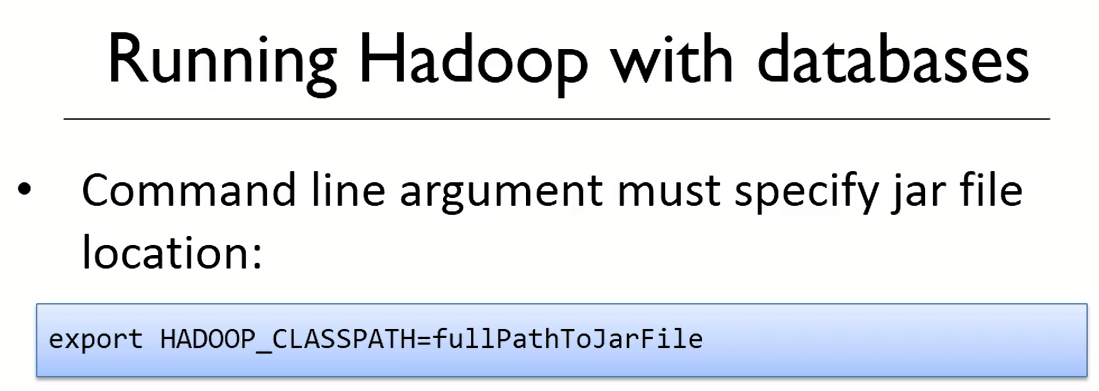 Running Hadoop with databases
• Command line argument must specify jar file
location:
export HADOOP_CLASSPATH=fullPathToJarFile